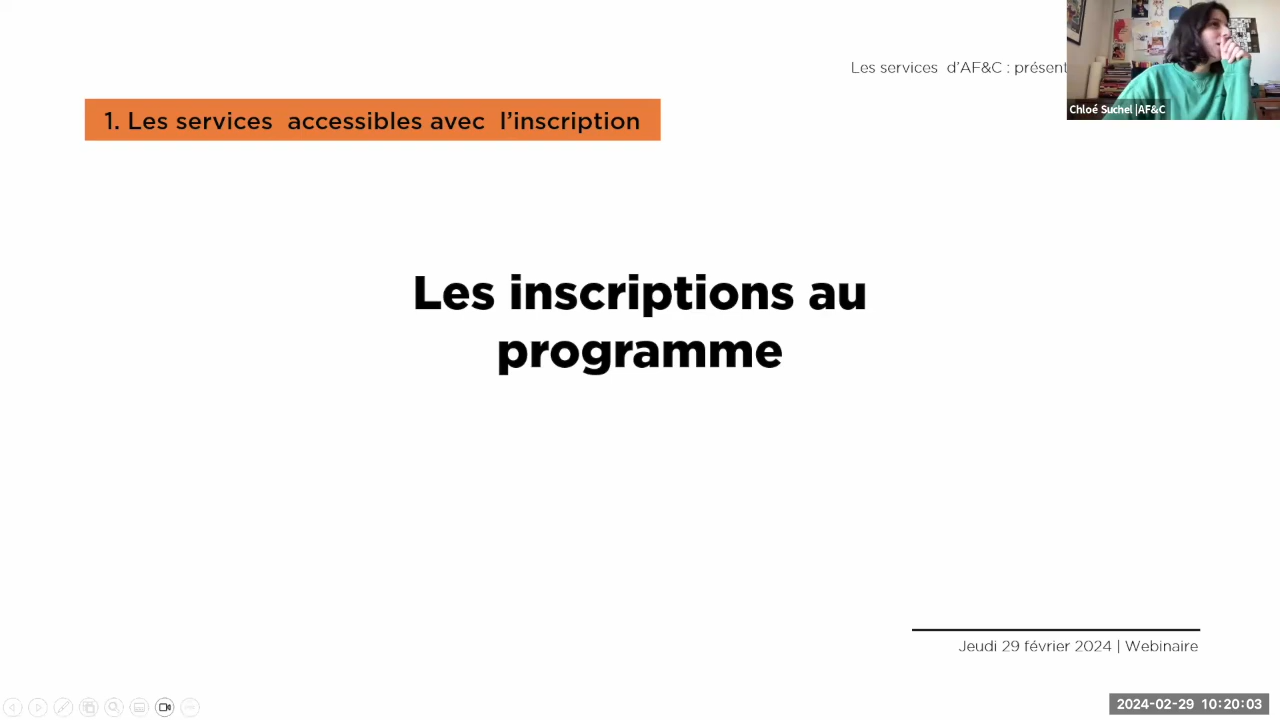 Les services d'AF&C : présent
Chloé Suchel |AF&C
1. Les services accessibles avec l'inscription
Les inscriptions au
programme
Jeudi 29 février 2024 | Webinaire
2024-02-29 10:20:03